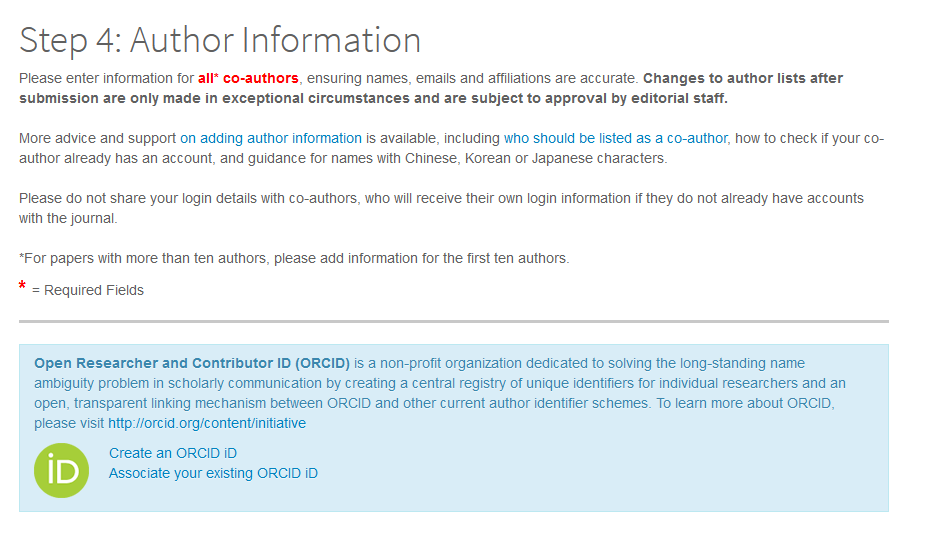 Step 4: Author Information
Please enter information for all* co-authors, ensuring names, emails and affiliations are accurate. Changes to author lists after
submission are only made in exceptional circumstances and are subject to approval by editorial staff.
More advice and support on adding author information is available, including who should be listed as a co-author, how to check if your co-
author already has an account, and guidance for names with Chinese, Korean or Japanese characters.
Please do not share your login details with co-authors, who will receive their own login information if they do not already have accounts
with the journal.
*For papers with more than ten authors, please add information for the first ten authors.
* = Required Fields
Open Researcher and Contributor ID (ORCID) is a non-profit organization dedicated to solving the long-standing name
ambiguity problem in scholarly communication by creating a central registry of unique identifiers for individual researchers and an
open, transparent linking mechanism between ORCID and other current author identifier schemes. To learn more about ORCID,
please visit http://orcid.org/content/initiative
iD
Create an ORCID iD
Associate your existing ORCID iD